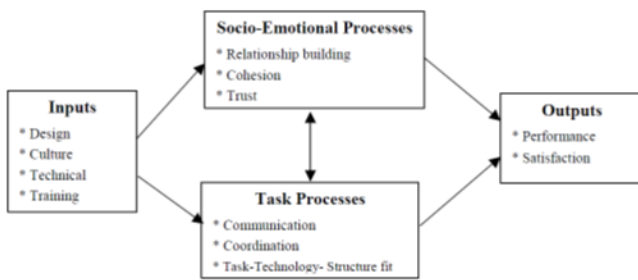 Socio-Emotional Processes
* Relationship building
* Cohesion
* Trust
Inputs
* Design
* Culture
* Technical
* Training
Outputs
* Performance
* Satisfaction
Task Processes
* Communication
* Coordination
* Task-Technology- Structure fit